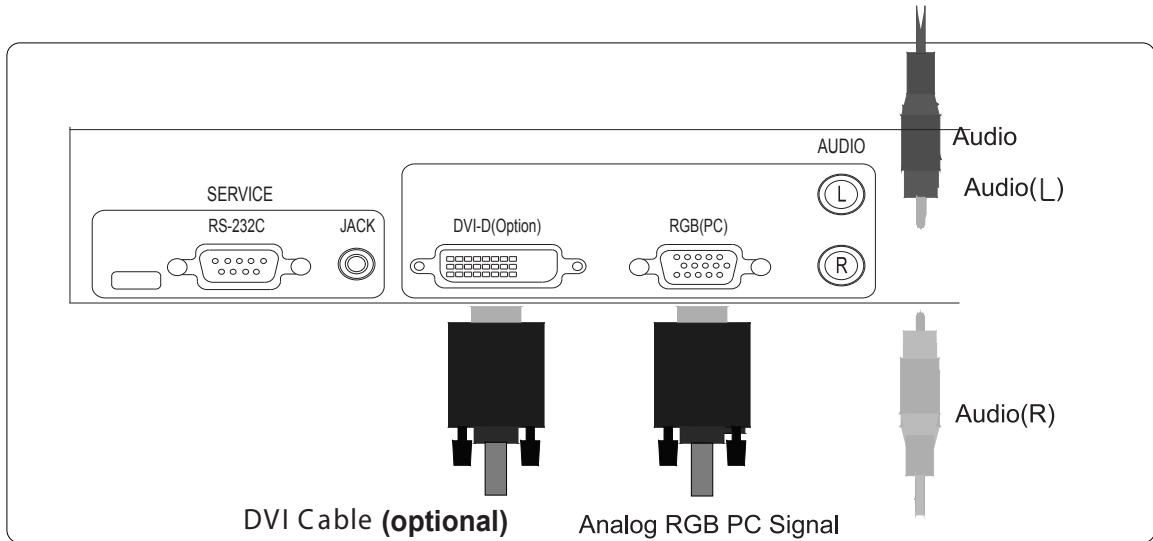 AUDIO
Audio
L
Audio(L)
SERVICE
RS-232C
JACK
DVI-D(Option)
RGB(PC)
R
Audio(R)
DVI Cable (optional)
Analog RGB PC Signal